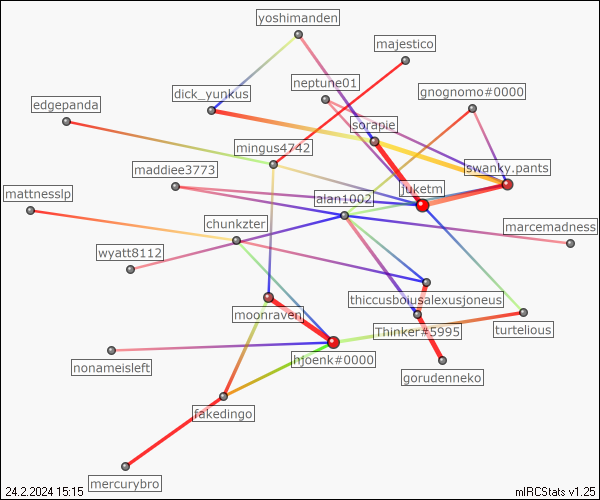 yoshimanden
majestico
neptune01
gnognomo#0000
dick_yunkus
edgepanda
sorapie
mingus4742
swanky.pants
maddiee3773
juketm
mattnesslp
alan1002
chunkzter
marcemadness
wyatt8112
thiccusboiusalexusjoneus
moonraven
Thinker#5995
turtelious
hjoenk#0000
nonameisleft
gorudenneko
fakedingo
mercurybro
24.2.2024 15:15
mIRCStats v1.25